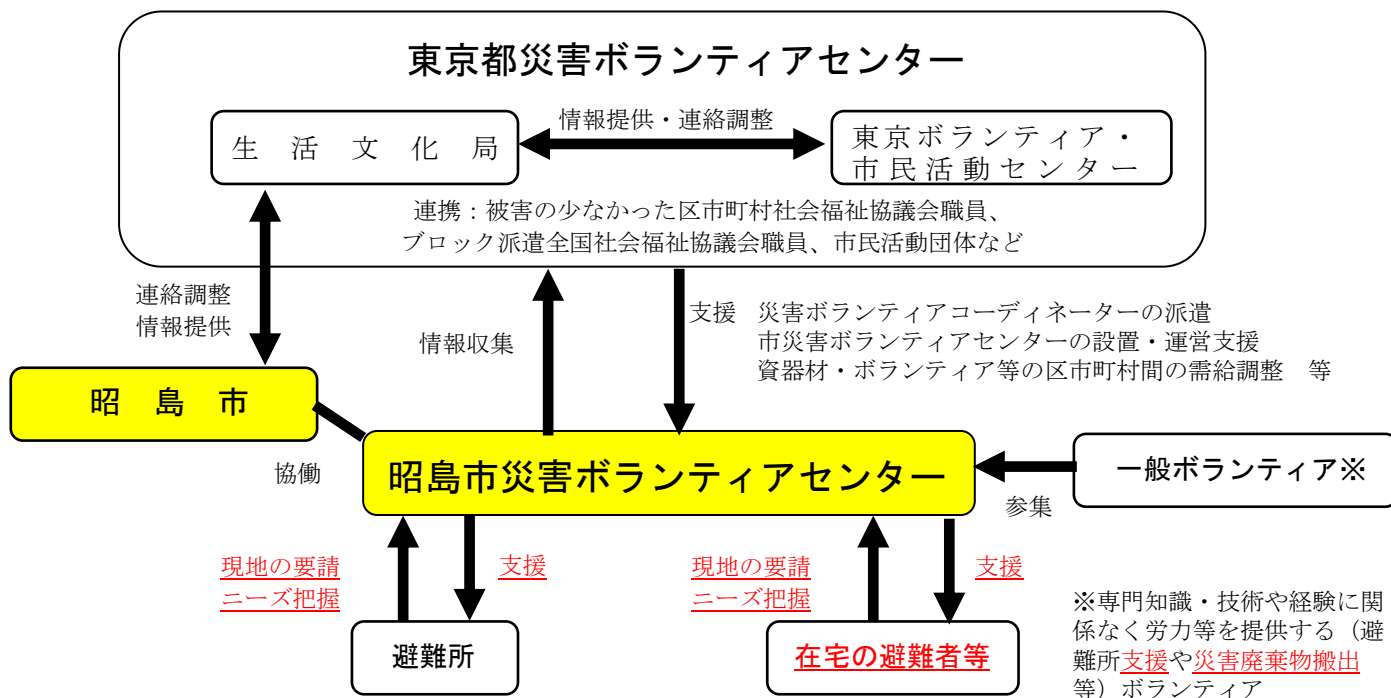 東京都災害ボランティアセンター
情報提供・連絡調整
生活文化局
東京ボランティア・
市民活動センター
連携：被害の少なかった区市町村社会福祉協議会職員、
ブロック派遣全国社会福祉協議会職員、市民活動団体など
連絡調整
情報提供
情報収集
支援　災害ボランティアコーディネーターの派遣
市災害ボランティアセンターの設置・運営支援
資器材・ボランティア等の区市町村間の需給調整　等
昭島市
協働
昭島市災害ボランティアセンター
一般ボランティア※
参集
現地の要請
ニーズ把握
支援
現地の要請
ニーズ把握
支援
避難所
在宅の避難者等
※専門知識・技術や経験に関
係なく労力等を提供する（避
難所支援や災害廃棄物搬出
等）ボランティア